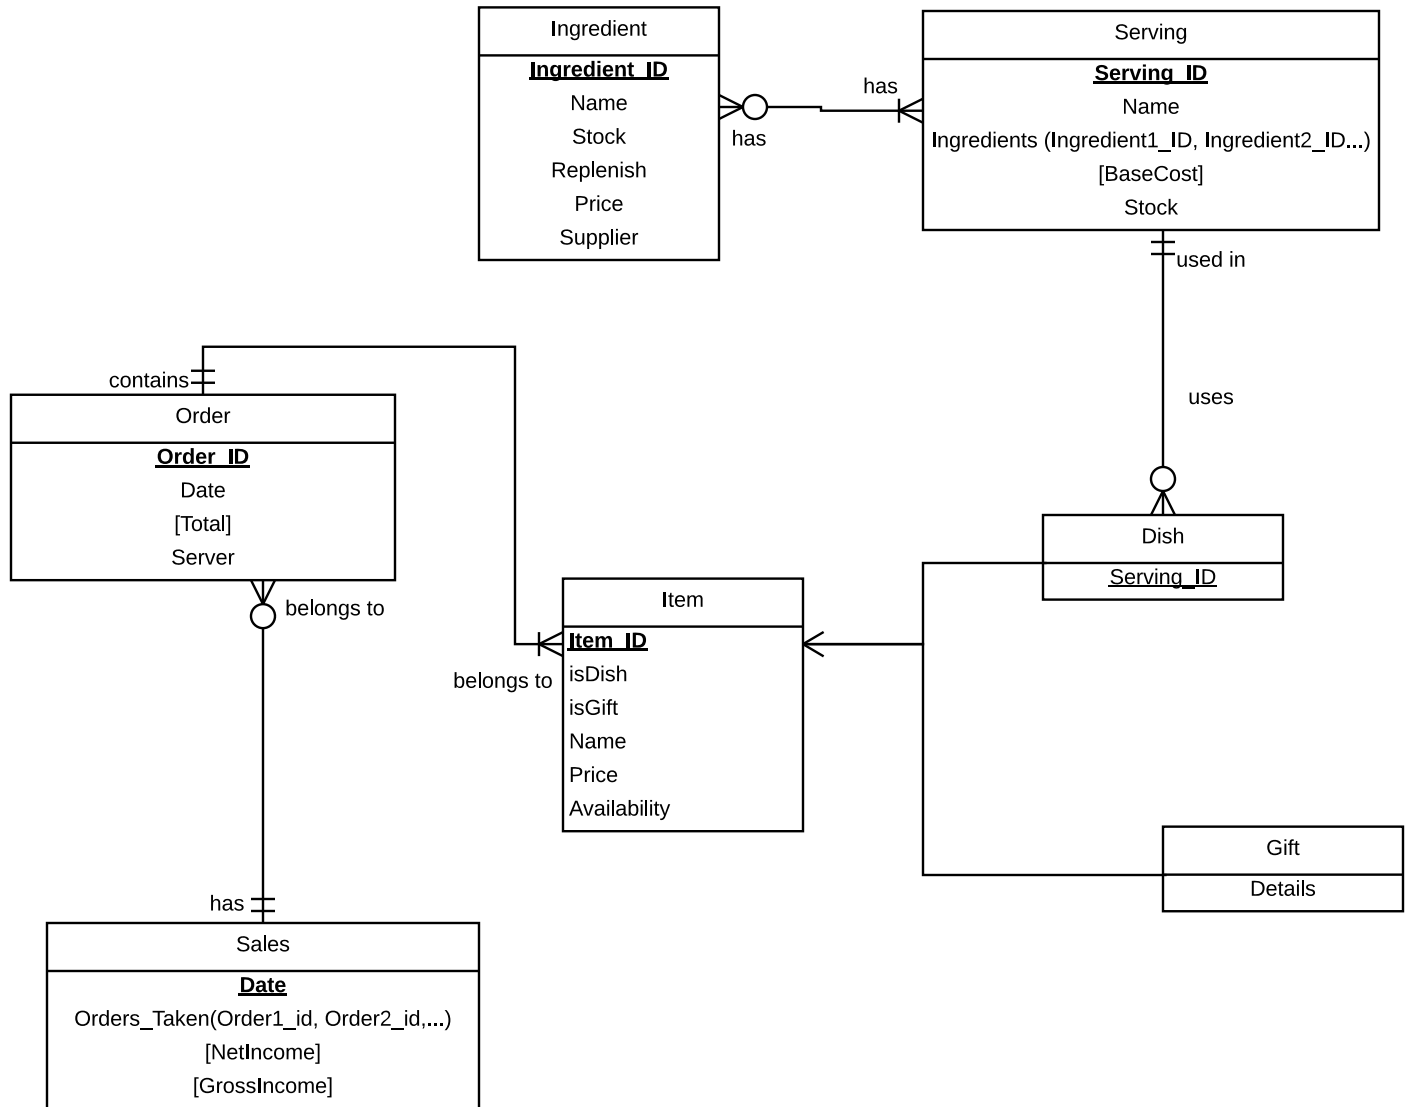 Ingredient
Ingredient_ID
Name
Stock
Replenish
Price
Supplier
has
has
Serving
Serving_ID
Name
Ingredients (Ingredient1_ID, Ingredient2_ID...)
[BaseCost]
Stock
used in
uses
contains
Order
Order_ID
Date
[Total]
Server
belongs to
Dish
Serving_ID
Item
Item_ID
isDish
isGift
Name
Price
Availability
belongs to
Gift
Details
has
Sales
Date
Orders_Taken(Order1_id, Order2_id,...)
[NetIncome]
[GrossIncome]